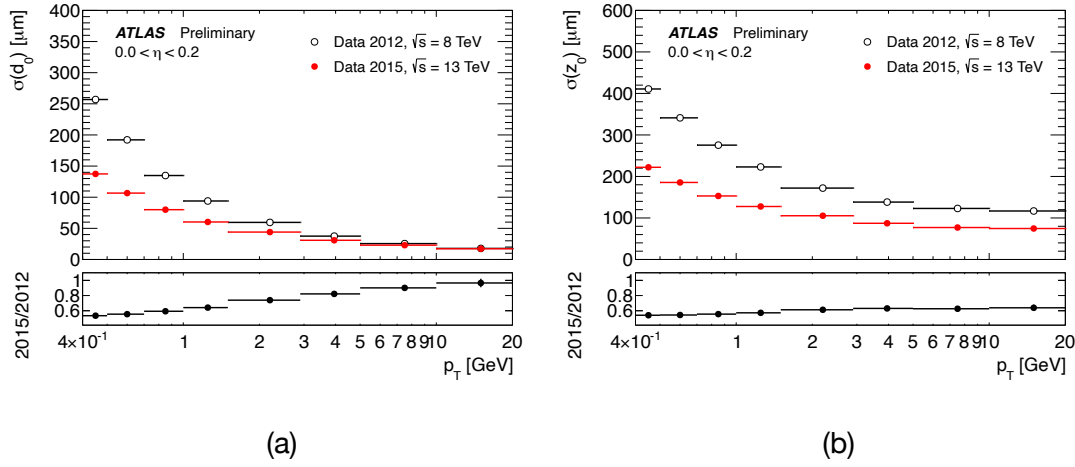 σ(d₀) [μm]
400
350
300
250
200
150
100
50
0
ATLAS Preliminary
0.0 < η < 0.2
Data 2012, √s = 8 TeV
Data 2015, √s = 13 TeV
2015/2012
1
0.8
0.6
4×10⁻¹ 1 2 3 4 5 6 7 8 9 10 20
p_T [GeV]
(a)
σ(z₀) [μm]
600
500
400
300
200
100
0
ATLAS Preliminary
0.0 < η < 0.2
Data 2012, √s = 8 TeV
Data 2015, √s = 13 TeV
2015/2012
1
0.8
0.6
4×10⁻¹ 1 2 3 4 5 6 7 8 9 10 20
p_T [GeV]
(b)